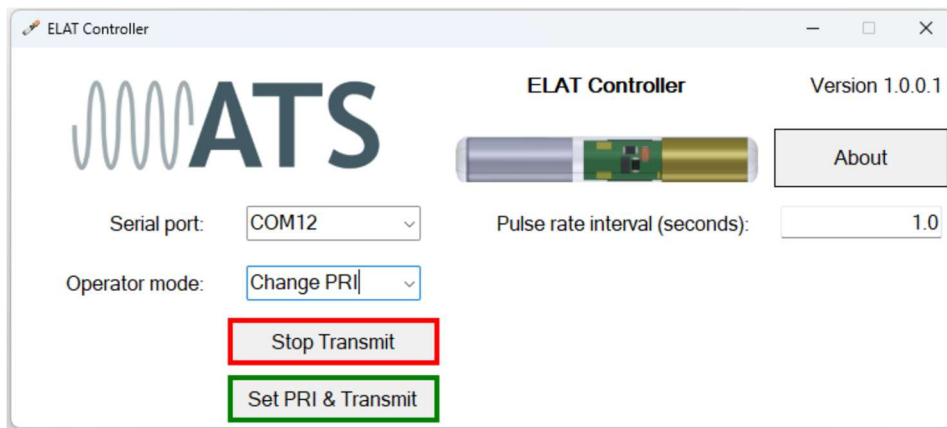 ELAT Controller
ATS
ELAT Controller
Version 1.0.0.1
About
Serial port:
COM12
Pulse rate interval (seconds):
1.0
Operator mode:
Change PRI
Stop Transmit
Set PRI & Transmit